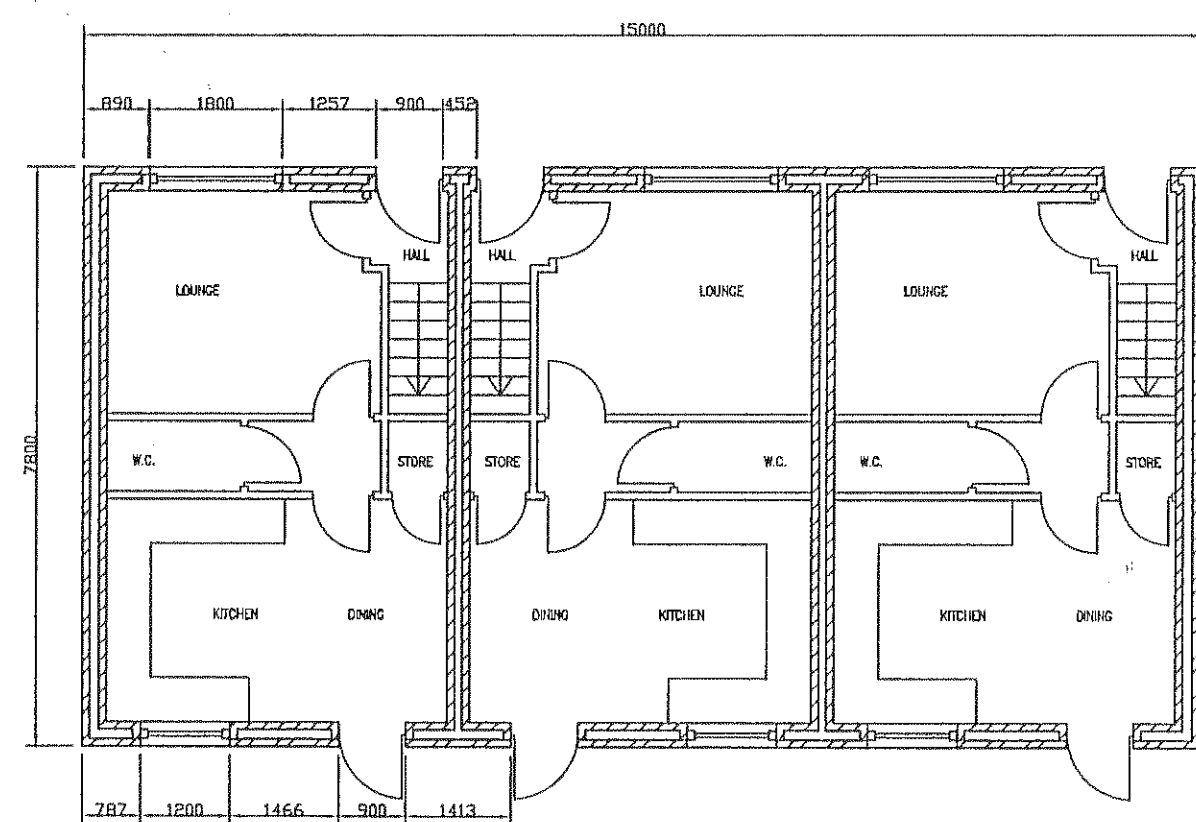 15000
890 1800 1257 900 452
HALL HALL HALL
LOUNGE LOUNGE LOUNGE
7800
W.C. STORE STORE W.C. W.C. STORE
KITCHEN DINING DINING KITCHEN KITCHEN DINING
787 1200 1466 900 1413